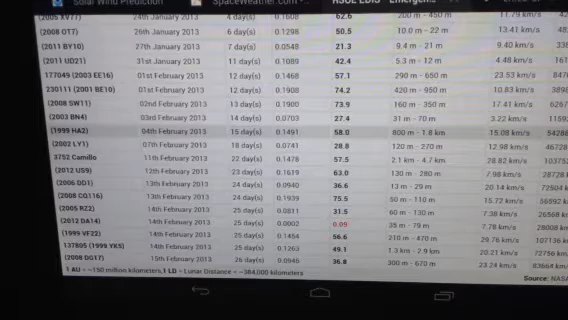 Solar Wind Prediction SpaceWeather.com -
(2005 XV77) 24th January 2013 4 day(s) 0.1608 62.6 200 m - 450 m 11.79 km/s
(2008 OT7) 26th January 2013 6 day(s) 0.1298 50.5 10.0 m - 22 m 13.41 km/s
(2011 BY10) 27th January 2013 7 day(s) 0.0548 21.3 9.4 m - 21 m 9.40 km/s
(2011 UD21) 31st January 2013 11 day(s) 0.1089 42.4 5.3 m - 12 m 4.48 km/s
177049 (2003 EE16) 01st February 2013 12 day(s) 0.1468 57.1 290 m - 650 m 23.53 km/s
230111 (2001 BE10) 01st February 2013 12 day(s) 0.1908 74.2 420 m - 950 m 10.83 km/s
(2008 SW11) 02nd February 2013 13 day(s) 0.1900 73.9 160 m - 350 m 17.41 km/s
(2003 BN4) 03rd February 2013 14 day(s) 0.0703 27.4 31 m - 70 m 3.22 km/s
(1999 HA2) 04th February 2013 15 day(s) 0.1491 58.0 800 m - 1.8 km 15.08 km/s
(2002 LY1) 07th February 2013 18 day(s) 0.0741 28.8 120 m - 270 m 12.98 km/s
3752 Camillo 11th February 2013 22 day(s) 0.1478 57.5 2.1 km - 4.7 km 28.82 km/s
(2012 US9) 12th February 2013 23 day(s) 0.1619 63.0 130 m - 280 m 7.98 km/s
(2006 DD1) 13th February 2013 24 day(s) 0.0940 36.6 13 m - 29 m 20.14 km/s
(2008 CQ116) 13th February 2013 24 day(s) 0.1939 75.5 50 m - 110 m 15.72 km/s
(2005 RZ2) 14th February 2013 25 day(s) 0.0811 31.5 60 m - 130 m 7.38 km/s
(2012 DA14) 14th February 2013 25 day(s) 0.0002 0.09 35 m - 79 m 7.78 km/s
(1999 VF22) 14th February 2013 25 day(s) 0.1454 56.6 210 m - 470 m 29.76 km/s
137805 (1999 YK5) 14th February 2013 25 day(s) 0.1263 49.1 1.3 km - 2.9 km 20.21 km/s
(2008 DG17) 15th February 2013 26 day(s) 0.0945 36.8 300 m - 670 m 23.24 km/s
1 AU = ~150 million kilometers,1 LD = Lunar Distance = ~384,000 kilometers
Source: